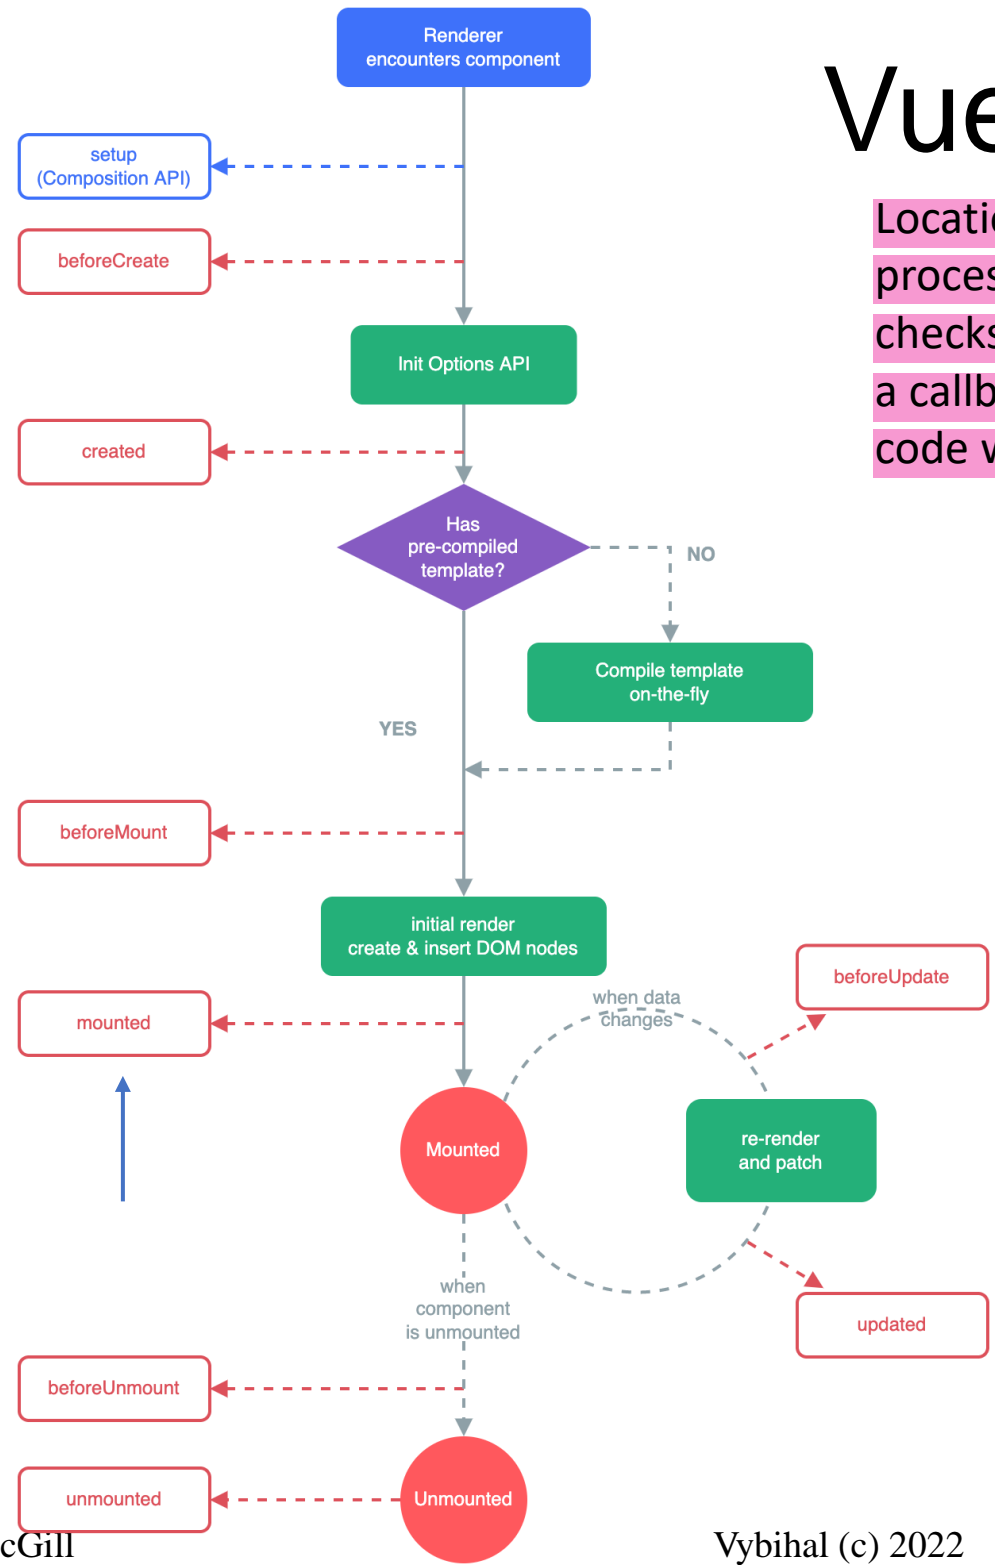 Renderer
encounters component
Vue
setup
(Composition API)
beforeCreate
Init Options API
created
Has
pre-compiled
template?
NO
Compile template
on-the-fly
YES
beforeMount
initial render
create & insert DOM nodes
mounted
when data
changes
beforeUpdate
Mounted
re-render
and patch
when
component
is unmounted
updated
beforeUnmount
unmounted
Unmounted
a
code
cGill
Vybihal (c) 2022